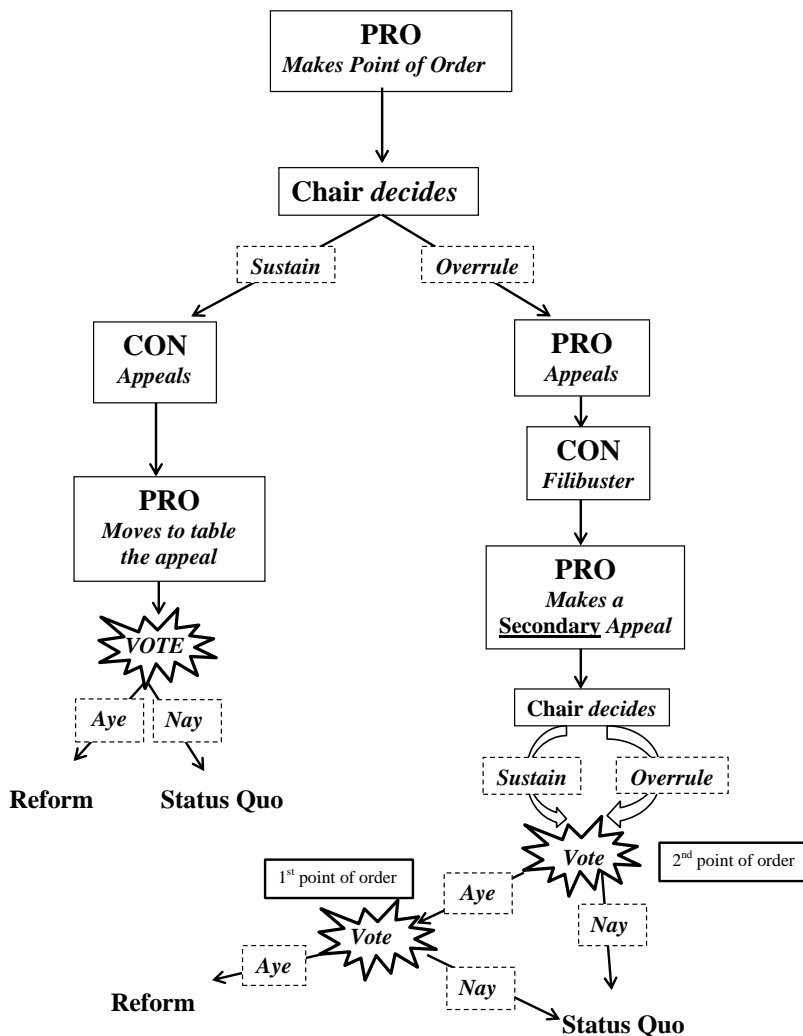 PRO
Makes Point of Order
Chair decides
Sustain
Overrule
CON
Appeals
PRO
Appeals
CON
Filibuster
PRO
Moves to table
the appeal
PRO
Makes a
Secondary Appeal
VOTE
Aye
Nay
Chair decides
Reform
Status Quo
Sustain
Overrule
Vote
2nd point of order
1st point of order
Aye
Vote
Nay
Aye
Nay
Reform
Status Quo